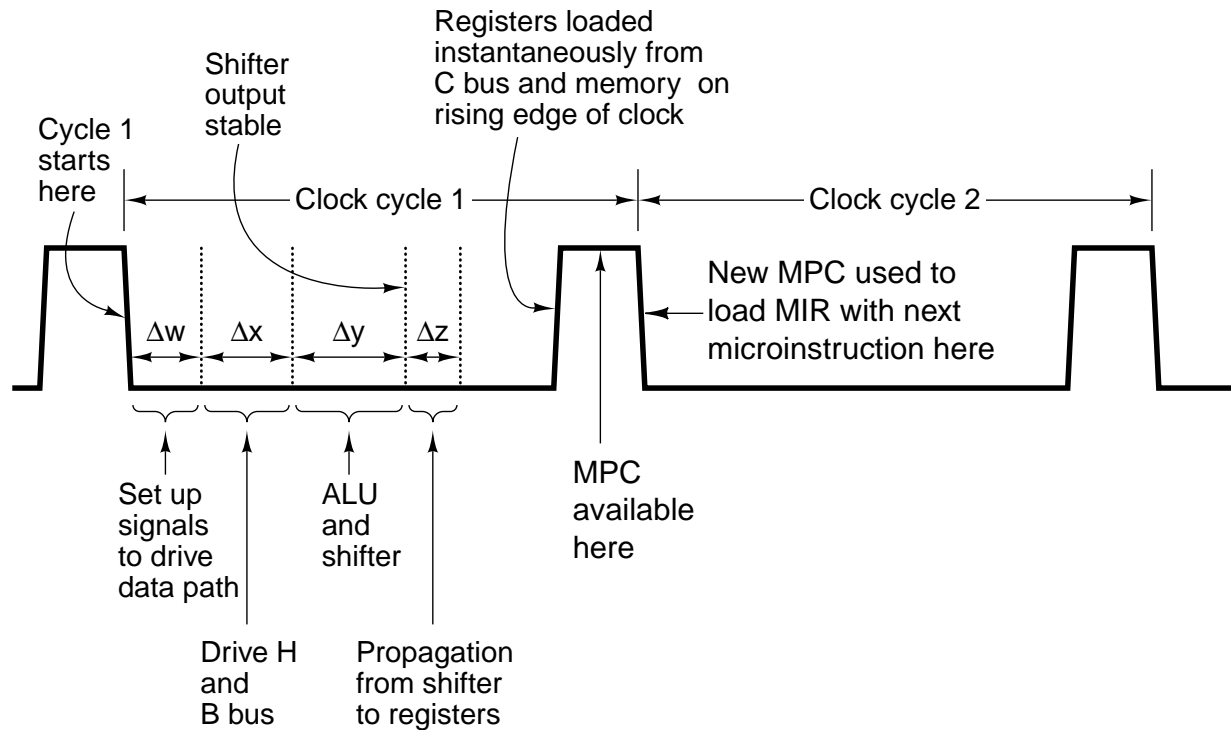 Registers loaded
instantaneously from
C bus and memory on
rising edge of clock
Shifter
output
stable
Cycle 1
starts
here
Clock cycle 1
Clock cycle 2
New MPC used to
load MIR with next
microinstruction here
Δw
Δx
Δy
Δz
Set up
signals
to drive
data path
ALU
and
shifter
MPC
available
here
Drive H
and
B bus
Propagation
from shifter
to registers